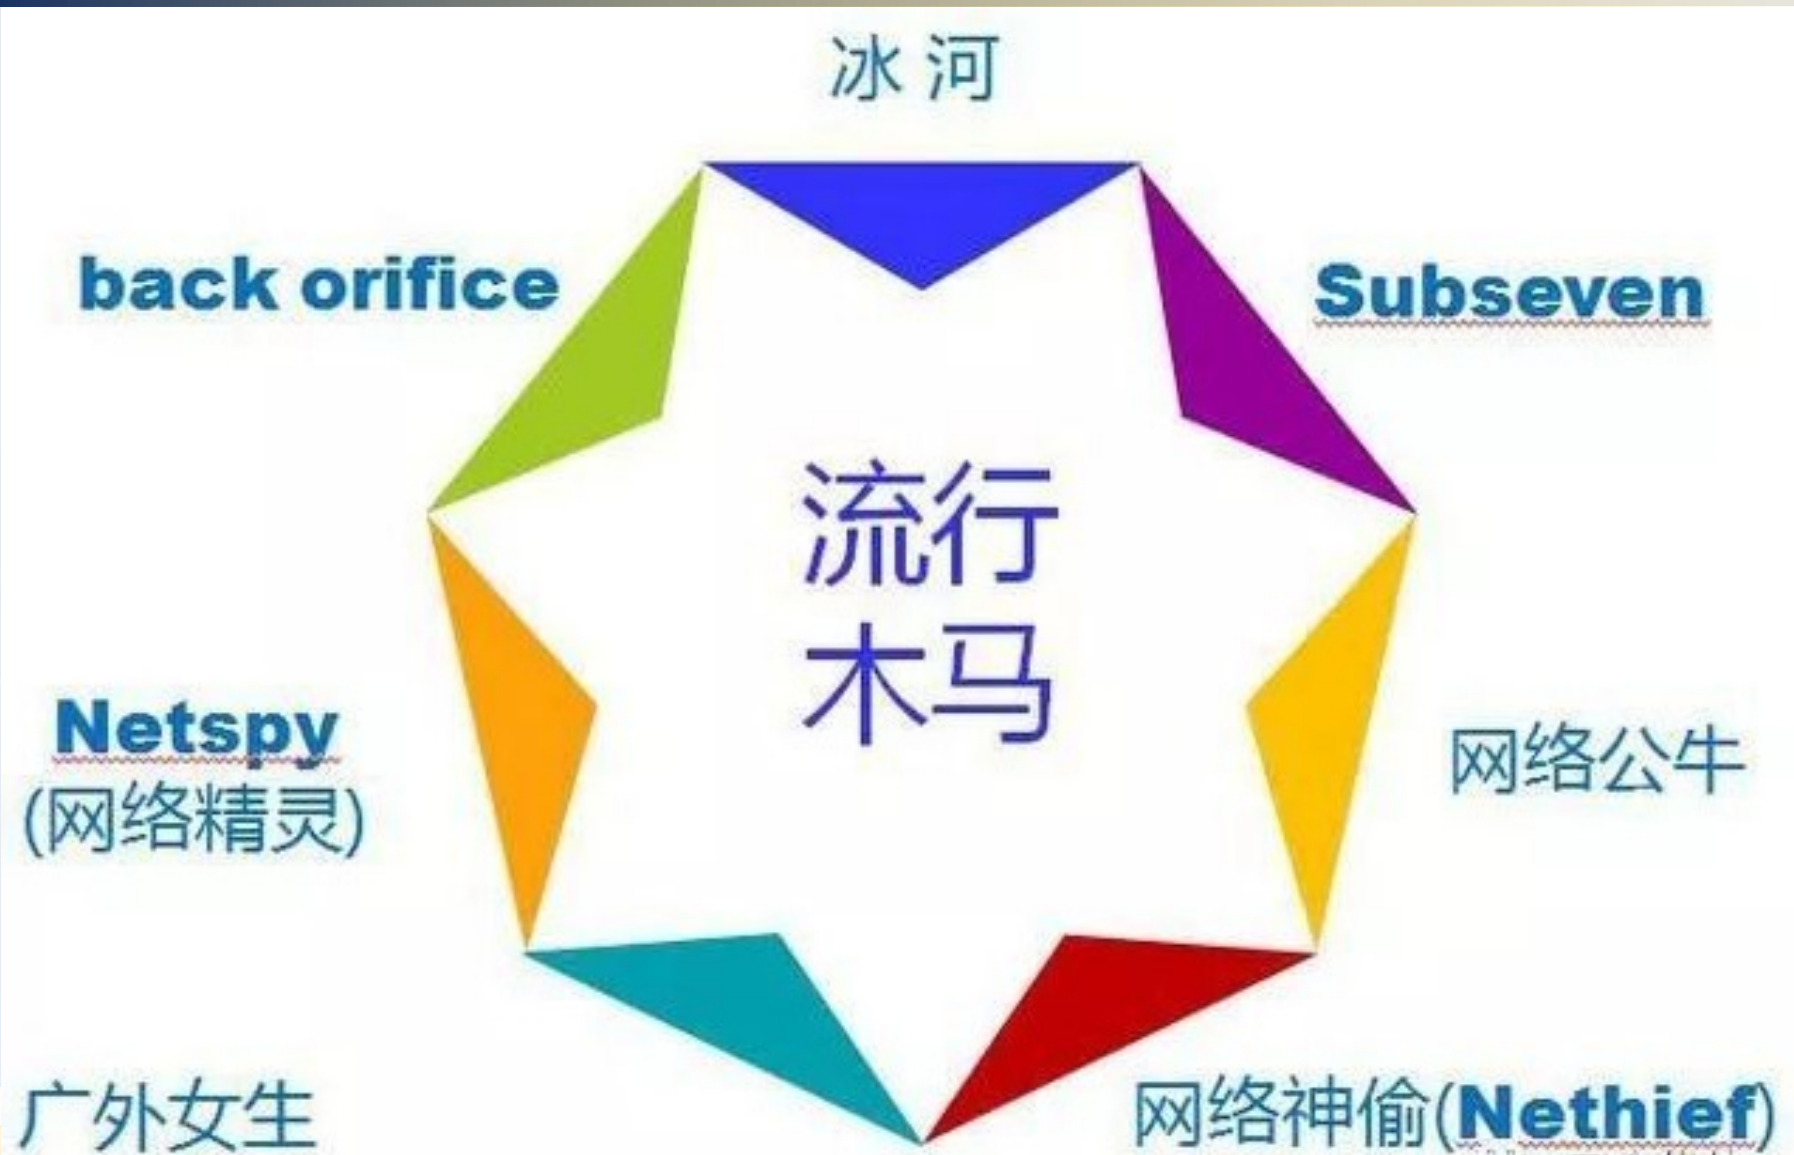 冰河
back orifice
Subseven
流行
木马
Netspy
(网络精灵)
网络公牛
广外女生
网络神偷(Nethief)